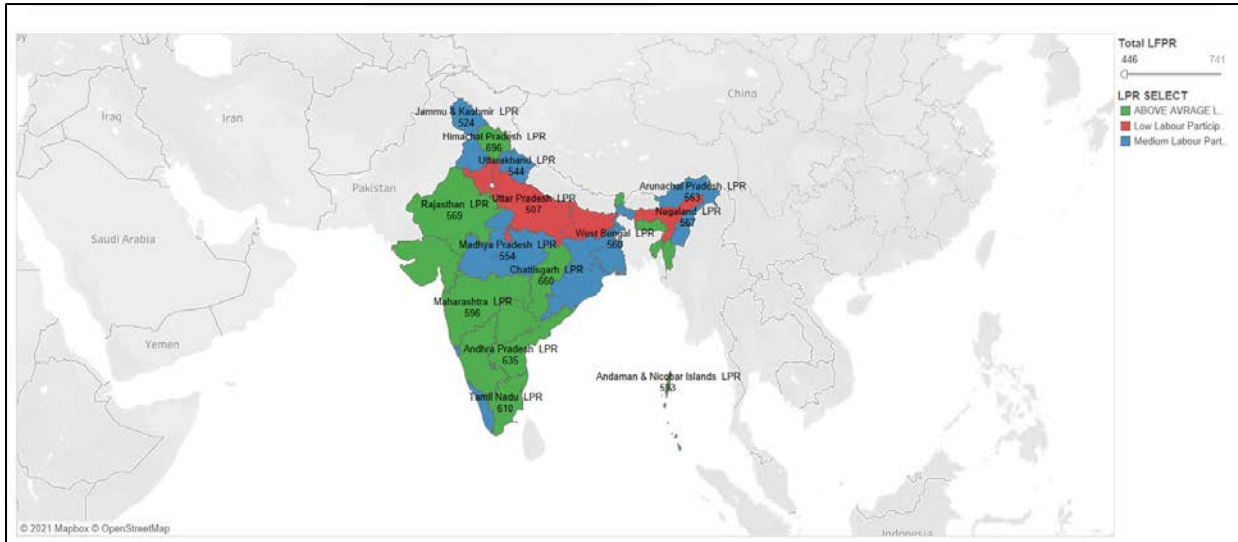 Total LFPR
446 741
LPR SELECT
ABOVE AVRAGE L..
Low Labour Particip..
Medium Labour Part..
China
Iraq
Iran
Pakistan
Saudi Arabia
Yemen
Jammu & Kashmir LPR
524
Himachal Pradesh LPR
696
Uttarakhand LPR
544
Arunachal Pradesh LPR
563
Uttar Pradesh LPR
507
Rajasthan LPR
569
Nagaland LPR
567
West Bengal LPR
560
Madhya Pradesh LPR
554
Chattisgarh LPR
660
Maharashtra LPR
596
Andhra Pradesh LPR
635
Andaman & Nicobar Islands LPR
Tamil Nadu LPR
610
Indonesia
© 2021 Mapbox © OpenStreetMap